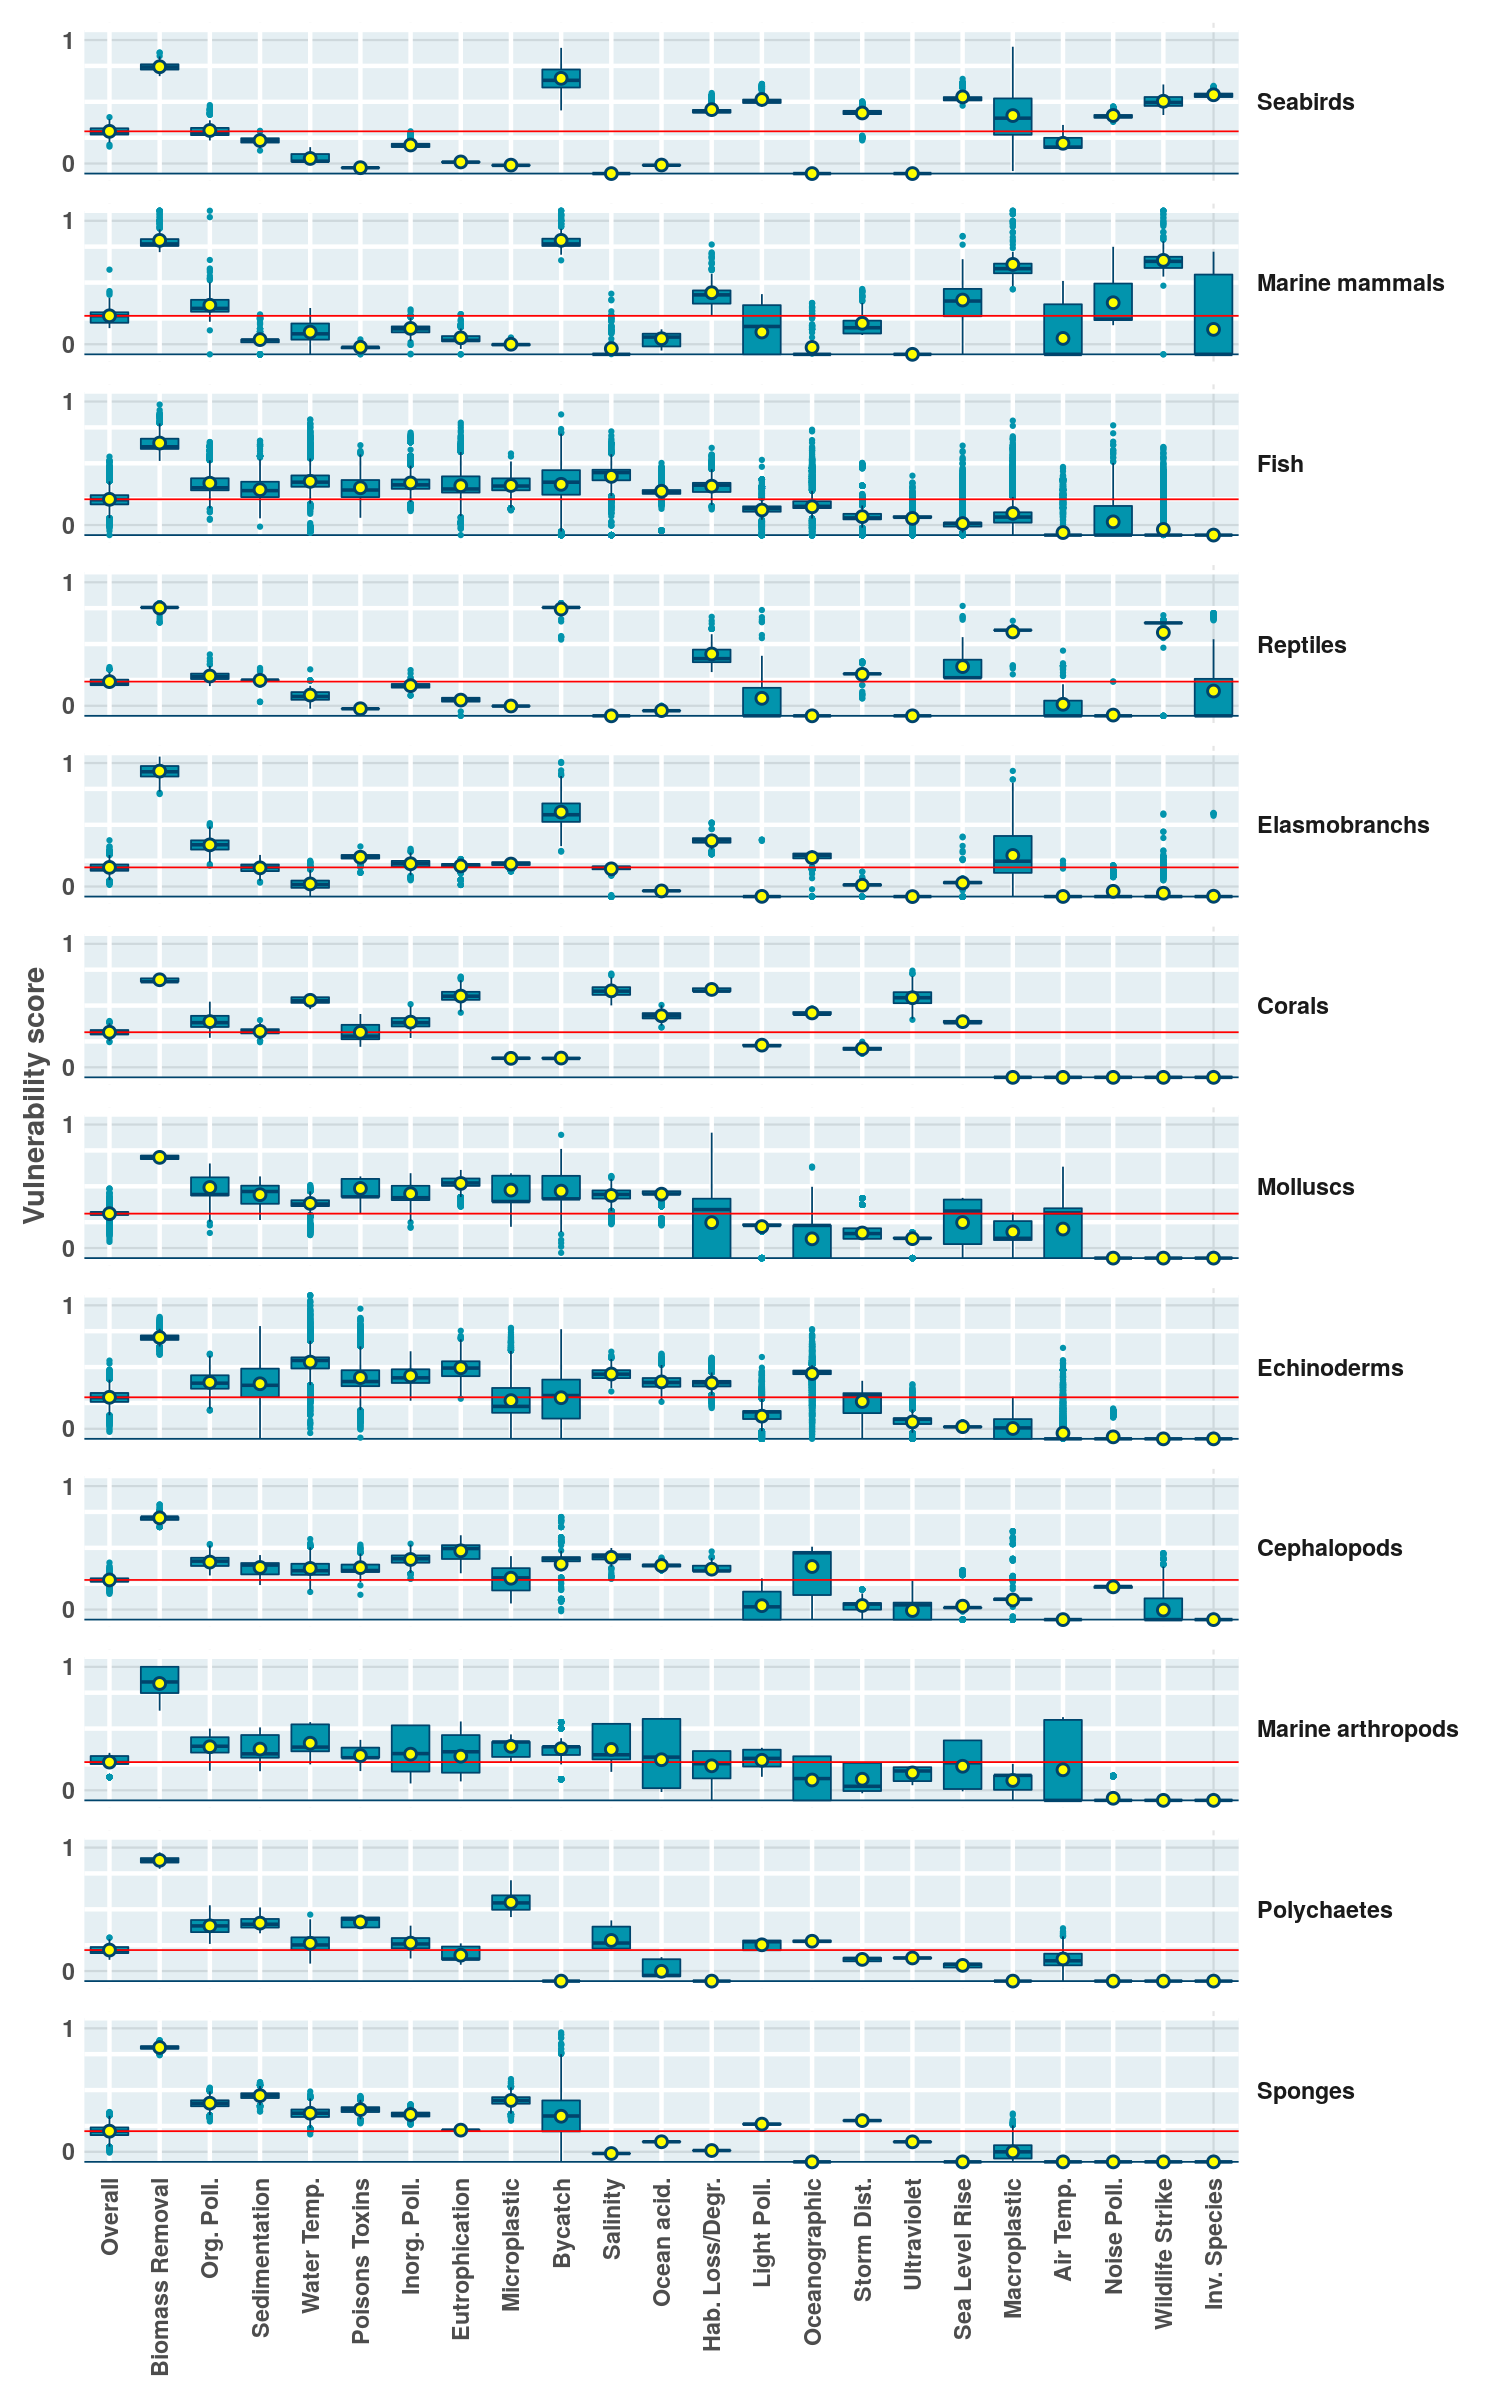 1
0
Seabirds
1
0
Marine mammals
1
0
Fish
1
0
Reptiles
1
0
Elasmobranchs
1
0
Corals
Vulnerability score
1
0
Molluscs
1
0
Echinoderms
1
0
Cephalopods
1
0
Marine arthropods
1
0
Polychaetes
1
0
Sponges
Overall
Biomass Removal
Org. Poll.
Sedimentation
Water Temp.
Poisons Toxins
Inorg. Poll.
Eutrophication
Microplastic
Bycatch
Salinity
Ocean acid.
Hab. Loss/Degr.
Light Poll.
Oceanographic
Storm Dist.
Ultraviolet
Sea Level Rise
Macroplastic
Air Temp.
Noise Poll.
Wildlife Strike
Inv. Species